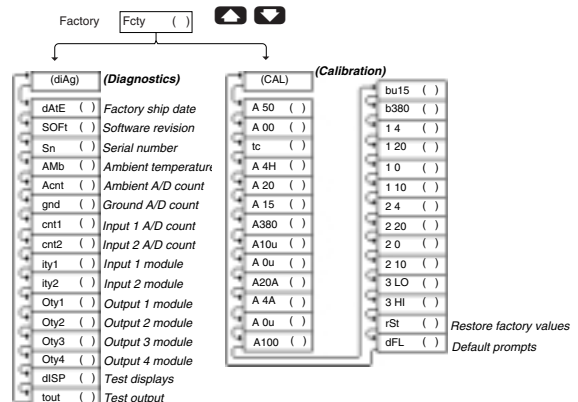 Factory Fcty ( )
(diAg) (Diagnostics)
dAtE ( ) Factory ship date
SOFt ( ) Software revision
Sn ( ) Serial number
AMb ( ) Ambient temperature
Acnt ( ) Ambient A/D count
gnd ( ) Ground A/D count
cnt1 ( ) Input 1 A/D count
cnt2 ( ) Input 2 A/D count
ity1 ( ) Input 1 module
ity2 ( ) Input 2 module
Oty1 ( ) Output 1 module
Oty2 ( ) Output 2 module
Oty3 ( ) Output 3 module
Oty4 ( ) Output 4 module
dISP ( ) Test displays
tout ( ) Test output
(CAL) (Calibration)
A 50 ( )
A 00 ( )
tc ( )
A 4H ( )
A 20 ( )
A 15 ( )
A380 ( )
A10u ( )
A 0u ( )
A20A ( )
A 4A ( )
A 0u ( )
A100 ( )
bu15 ( )
b380 ( )
1 4 ( )
1 20 ( )
1 0 ( )
1 10 ( )
2 4 ( )
2 20 ( )
2 0 ( )
2 10 ( )
3 LO ( )
3 HI ( )
rSt ( ) Restore factory values
dFL ( ) Default prompts